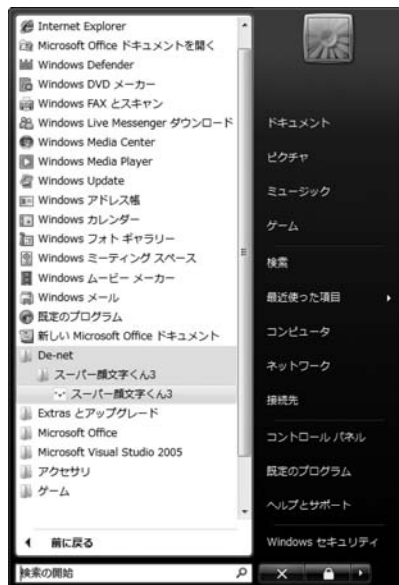 Internet Explorer
Microsoft Office ドキュメントを開く
Windows Defender
Windows DVD メーカー
Windows FAX とスキャン
Windows Live Messenger ダウンロード
Windows Media Center
Windows Media Player
Windows Update
Windows アドレス帳
Windows カレンダー
Windows フォト ギャラリー
Windows ミーティング スペース
Windows ムービー メーカー
Windows メール
既定のプログラム
新しい Microsoft Office ドキュメント
De-net
スーパー顔文字くん3
スーパー顔文字くん3
Extras とアップグレード
Microsoft Office
Microsoft Visual Studio 2005
アクセサリ
ゲーム
前に戻る
検索の開始
ドキュメント
ピクチャ
ミュージック
ゲーム
検索
最近使った項目
コンピュータ
ネットワーク
接続先
コントロール パネル
既定のプログラム
ヘルプとサポート
Windows セキュリティ